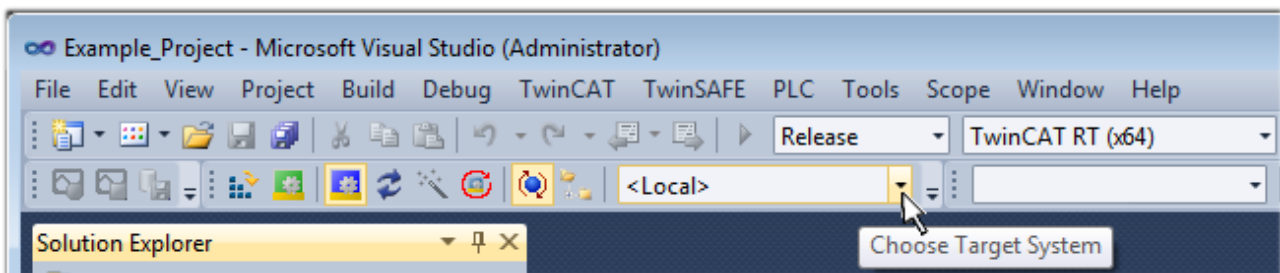 Example_Project - Microsoft Visual Studio (Administrator)
File Edit View Project Build Debug TwinCAT TwinSAFE PLC Tools Scope Window Help
Release TwinCAT RT (x64)
<Local>
Solution Explorer
Choose Target System